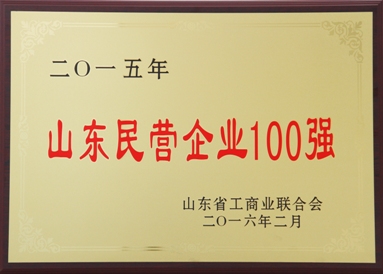 二〇一五年
山东民营企业100强
山东省工商业联合会
二〇一六年二月